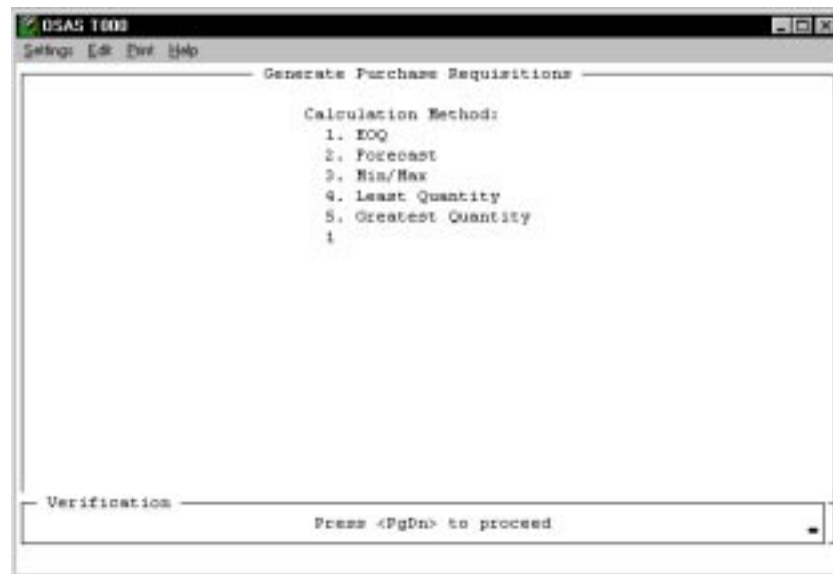 OSAS T000
Settings Edit Print Help
Generate Purchase Requisitions
Calculation Method:
1. EOQ
2. Forecast
3. Min/Max
4. Least Quantity
5. Greatest Quantity
1
Verification
Press <PgDn> to proceed